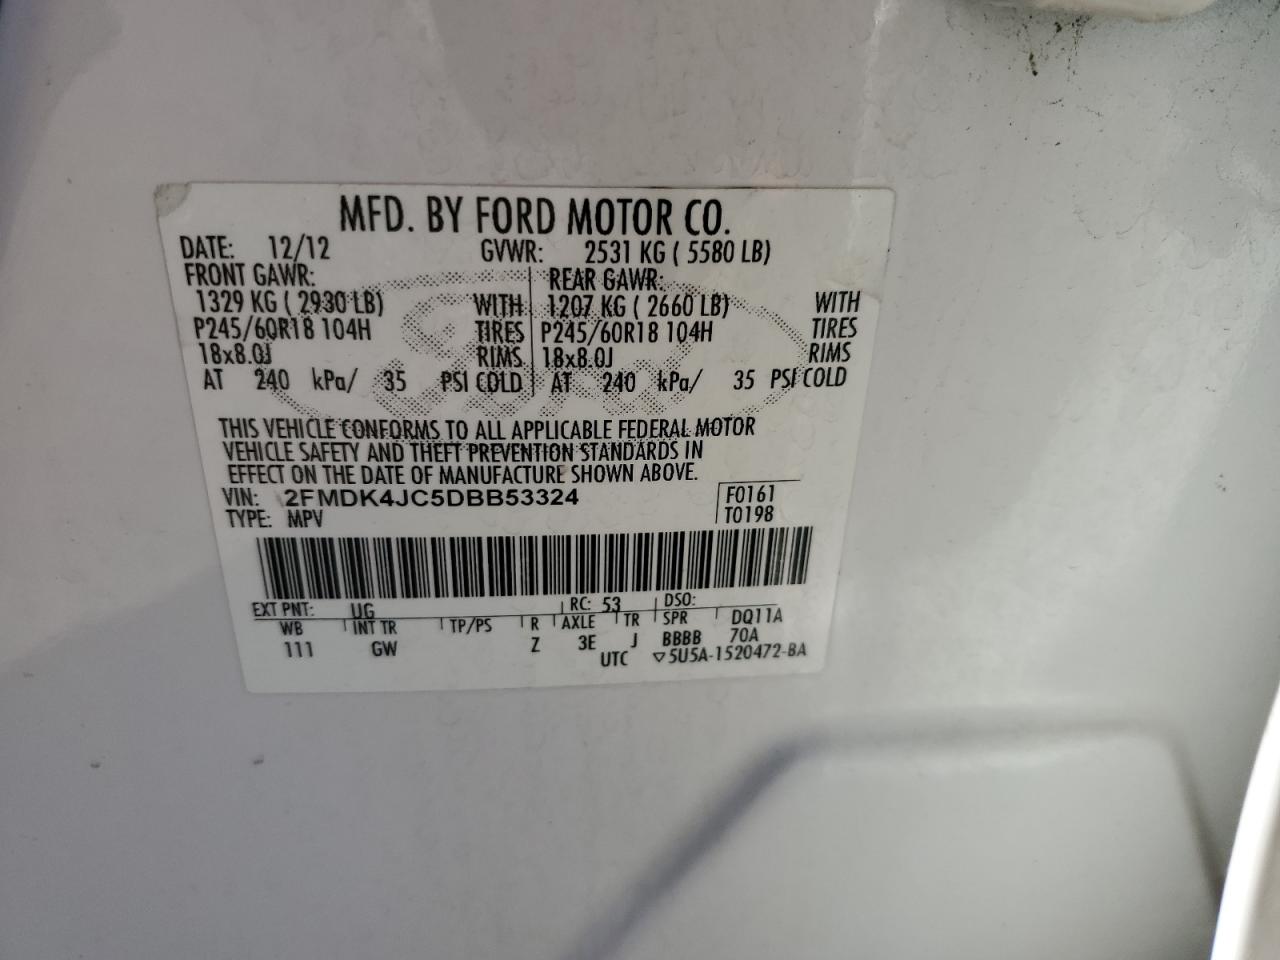 MFD. BY FORD MOTOR CO.
DATE: 12/12 GVWR: 2531 KG ( 5580 LB)
FRONT GAWR: REAR GAWR:
1329 KG ( 2930 LB) WITH 1207 KG ( 2660 LB) WITH
P245/60R18 104H TIRES P245/60R18 104H TIRES
18x8.0J RIMS 18x8.0J RIMS
AT 240 kPa/ 35 PSI COLD AT 240 kPa/ 35 PSI COLD
THIS VEHICLE CONFORMS TO ALL APPLICABLE FEDERAL MOTOR
VEHICLE SAFETY AND THEFT PREVENTION STANDARDS IN
EFFECT ON THE DATE OF MANUFACTURE SHOWN ABOVE.
VIN: 2FMDK4JC5DBB53324 F0161
TYPE: MPV T0198
EXT PNT: UG RC: 53 DSO:
WB INT TR TP/PS R AXLE TR SPR DQ11A
111 GW Z 3E J BBBB 70A
UTC ▽5U5A-1520472-BA